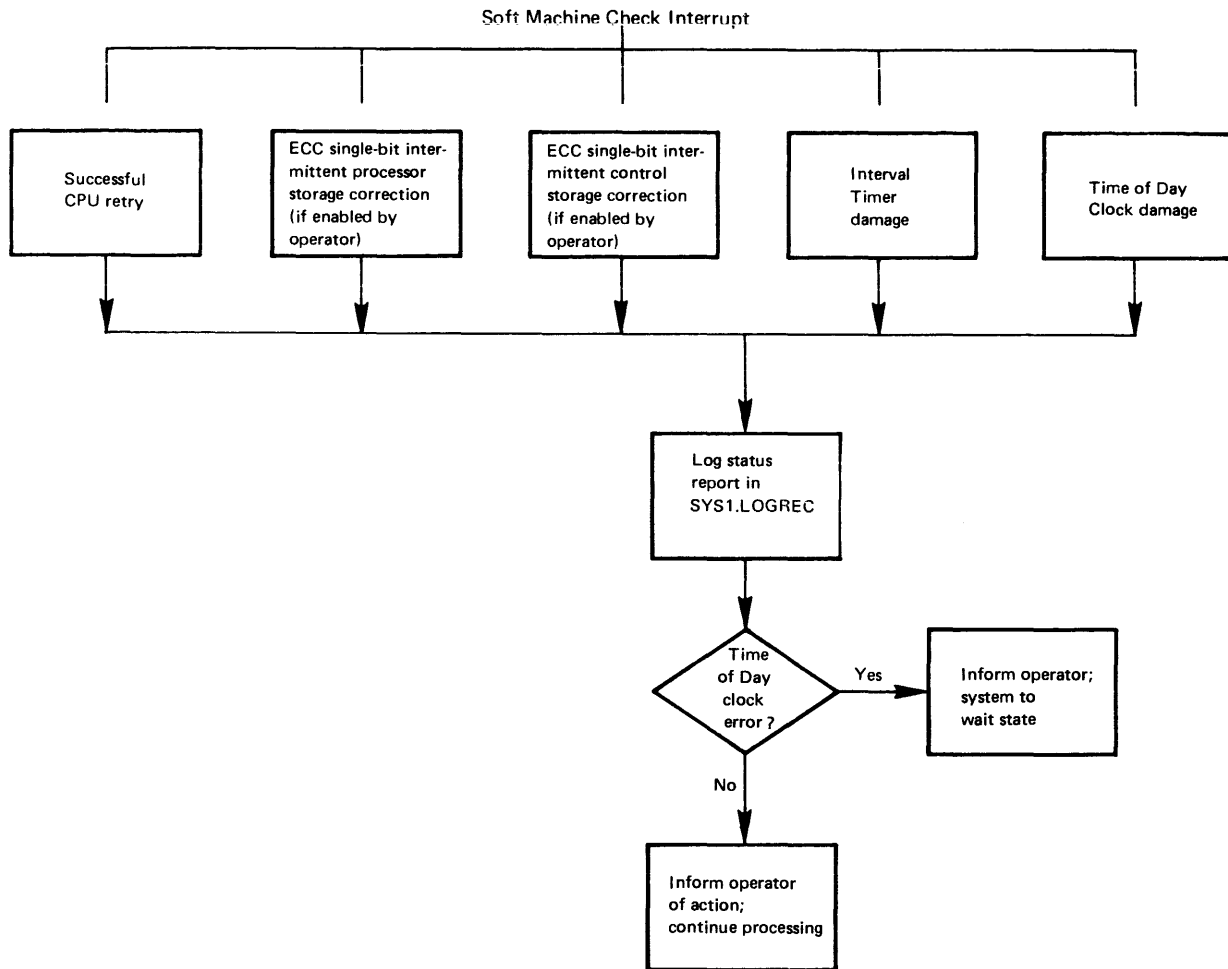 Soft Machine Check Interrupt
Successful
CPU retry
ECC single-bit inter-
mittent processor
storage correction
(if enabled by
operator)
ECC single-bit inter-
mittent control
storage correction
(if enabled by
operator)
Interval
Timer
damage
Time of Day
Clock damage
Log status
report in
SYS1.LOGREC
Time
of Day
clock
error ?
Yes
Inform operator;
system to
wait state
No
Inform operator
of action;
continue processing